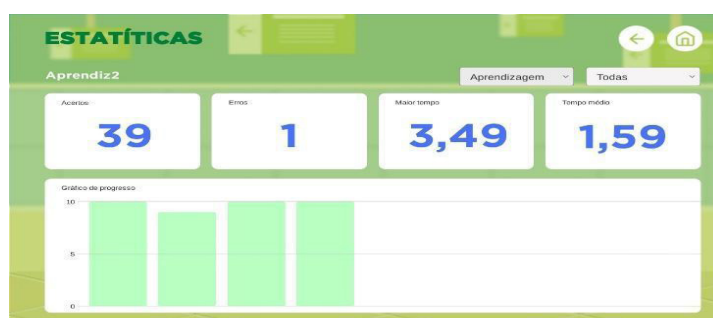 ESTATÍTICAS
Aprendiz2
Aprendizagem
Todas
Acertos
Erros
Maior tempo
Tempo médio
39
1
3,49
1,59
Gráfico de progresso
10
5
0